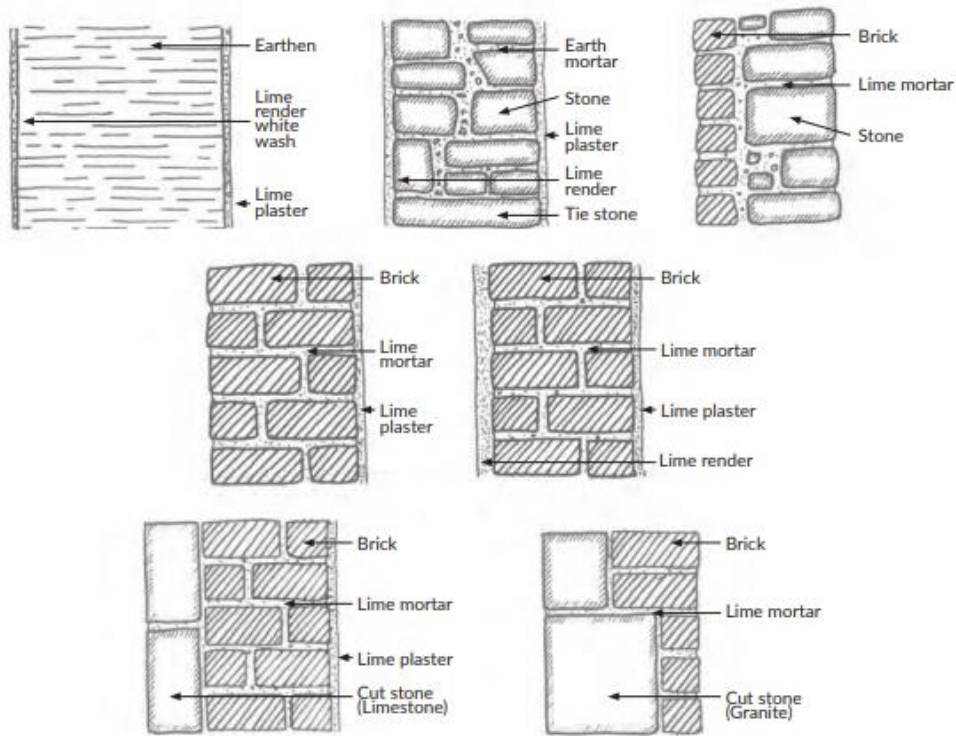 Earthen
Lime
render
white
wash
Lime
plaster
Earth
mortar
Stone
Lime
plaster
Lime
render
Tie stone
Brick
Lime mortar
Stone
Brick
Lime
mortar
Lime
plaster
Brick
Lime mortar
Lime plaster
Lime render
Brick
Lime mortar
Lime plaster
Cut stone
(Limestone)
Brick
Lime mortar
Cut stone
(Granite)